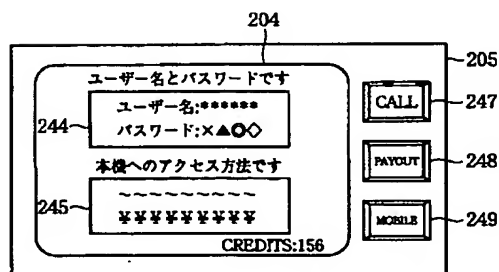 204
205
ユーザー名とパスワードです
ユーザー名:******
パスワード:×▲◎◇
244
CALL
247
PAYOUT
248
本機へのアクセス方法です
~~~~~~~~~
¥¥¥¥¥¥¥¥¥
245
MOBILE
249
CREDITS:156